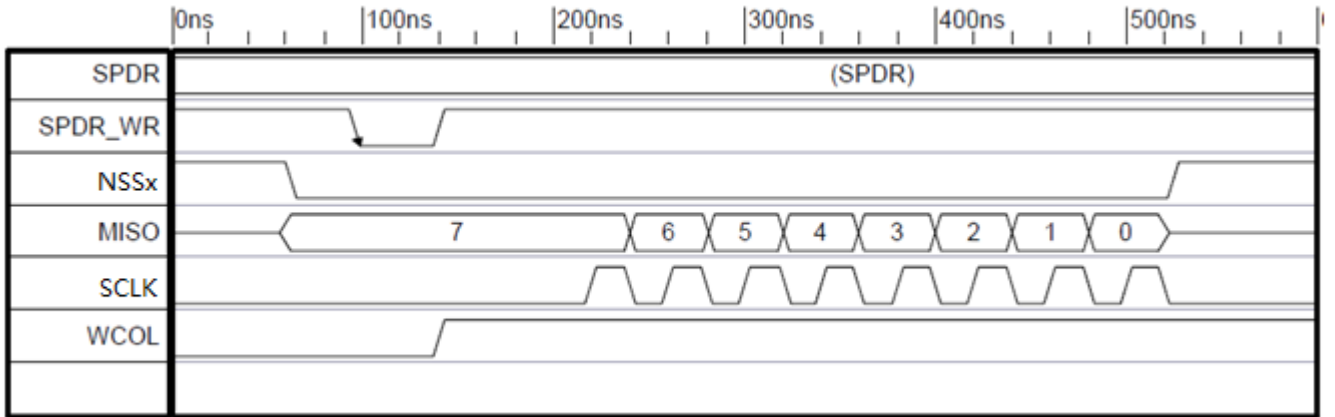 0ns 100ns 200ns 300ns 400ns 500ns
SPDR (SPDR)
SPDR_WR
NSSx
MISO 7 6 5 4 3 2 1 0
SCLK
WCOL